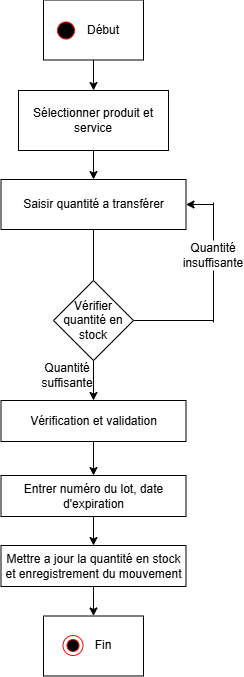 Début
Sélectionner produit et
service
Saisir quantité a transférer
Quantité
insuffisante
Vérifier
quantité en
stock
Quantité
suffisante
Vérification et validation
Entrer numéro du lot, date
d'expiration
Mettre a jour la quantité en stock
et enregistrement du mouvement
Fin